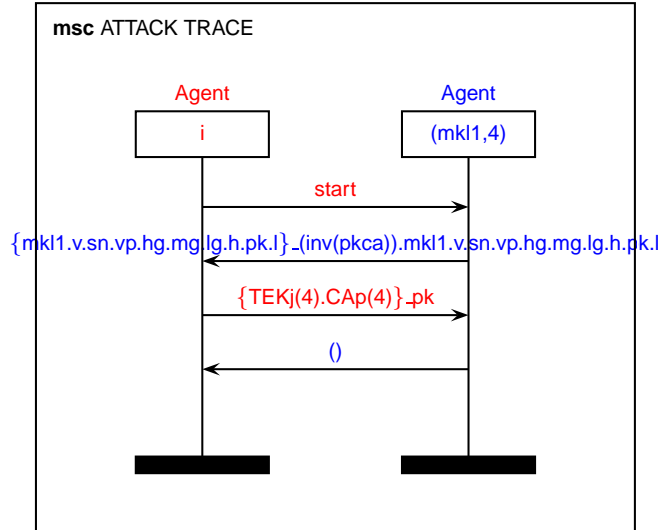 msc ATTACK TRACE
Agent Agent
i (mkl1,4)
start
{mkl1.v.sn.vp.hg.mg.lg.h.pk.l}_(inv(pkca)).mkl1.v.sn.vp.hg.mg.lg.h.pk.l
{TEKj(4).CAp(4)}_pk
()